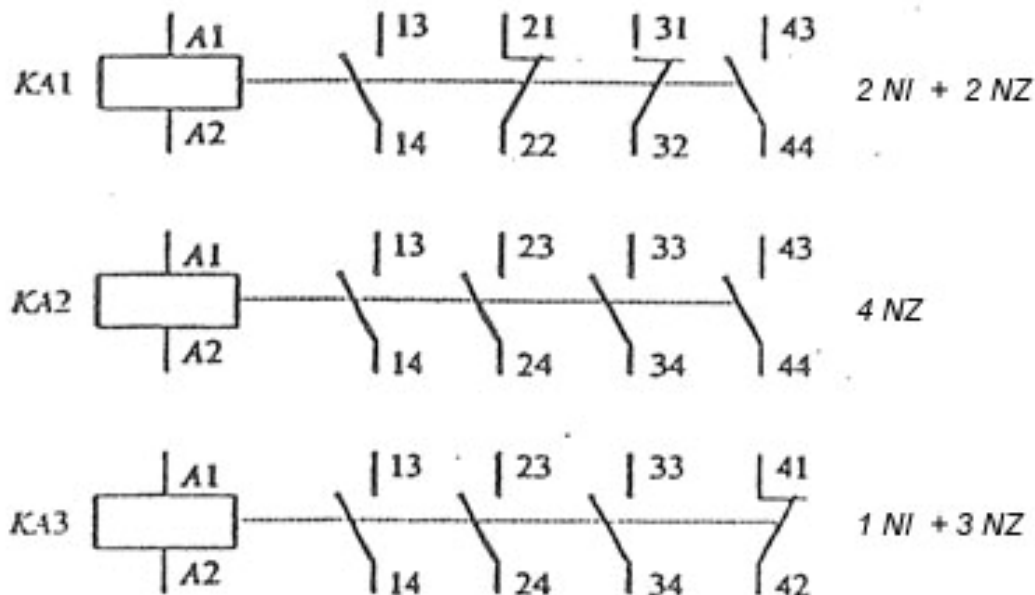 A1 13 21 31 43
KA1 2 NI + 2 NZ
A2 14 22 32 44
A1 13 23 33 43
KA2 4 NZ
A2 14 24 34 44
A1 13 23 33 41
KA3 1 NI + 3 NZ
A2 14 24 34 42